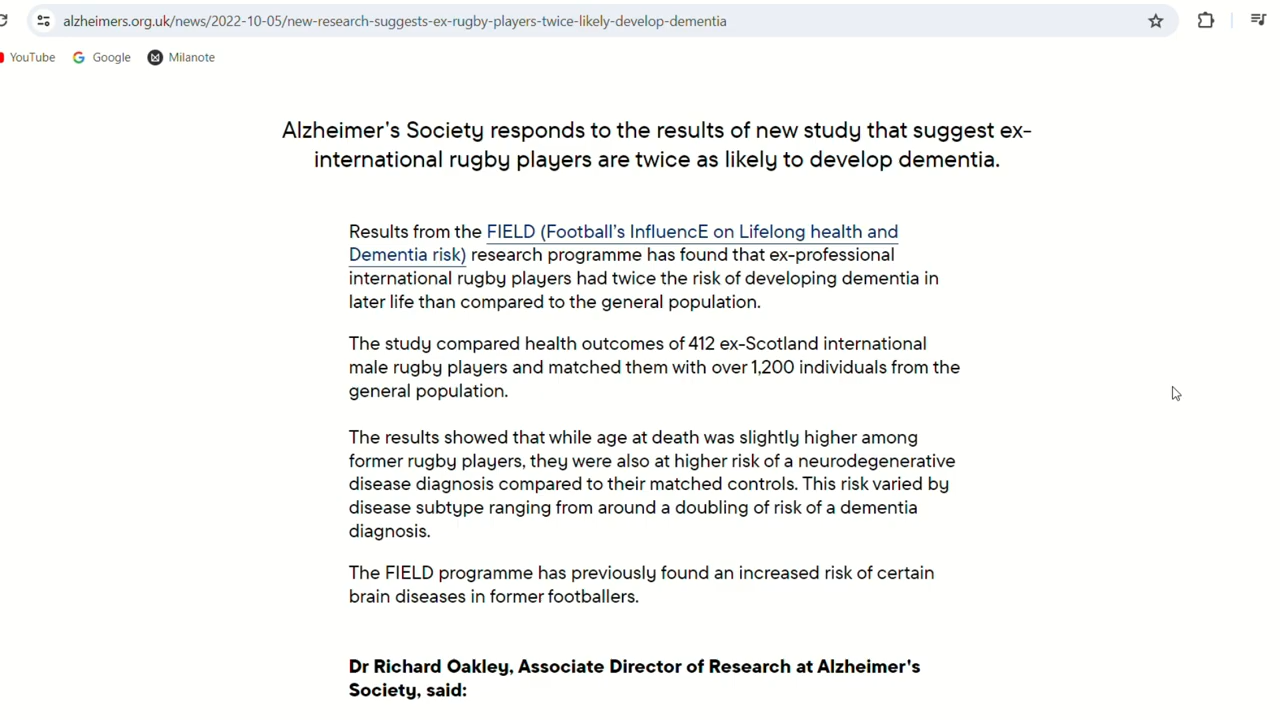 alzheimers.org.uk/news/2022-10-05/new-research-suggests-ex-rugby-players-twice-likely-develop-dementia
YouTube Google Milanote
Alzheimer's Society responds to the results of new study that suggest ex-
international rugby players are twice as likely to develop dementia.
Results from the FIELD (Football's InfluencE on Lifelong health and
Dementia risk) research programme has found that ex-professional
international rugby players had twice the risk of developing dementia in
later life than compared to the general population.
The study compared health outcomes of 412 ex-Scotland international
male rugby players and matched them with over 1,200 individuals from the
general population.
The results showed that while age at death was slightly higher among
former rugby players, they were also at higher risk of a neurodegenerative
disease diagnosis compared to their matched controls. This risk varied by
disease subtype ranging from around a doubling of risk of a dementia
diagnosis.
The FIELD programme has previously found an increased risk of certain
brain diseases in former footballers.
Dr Richard Oakley, Associate Director of Research at Alzheimer's
Society, said: